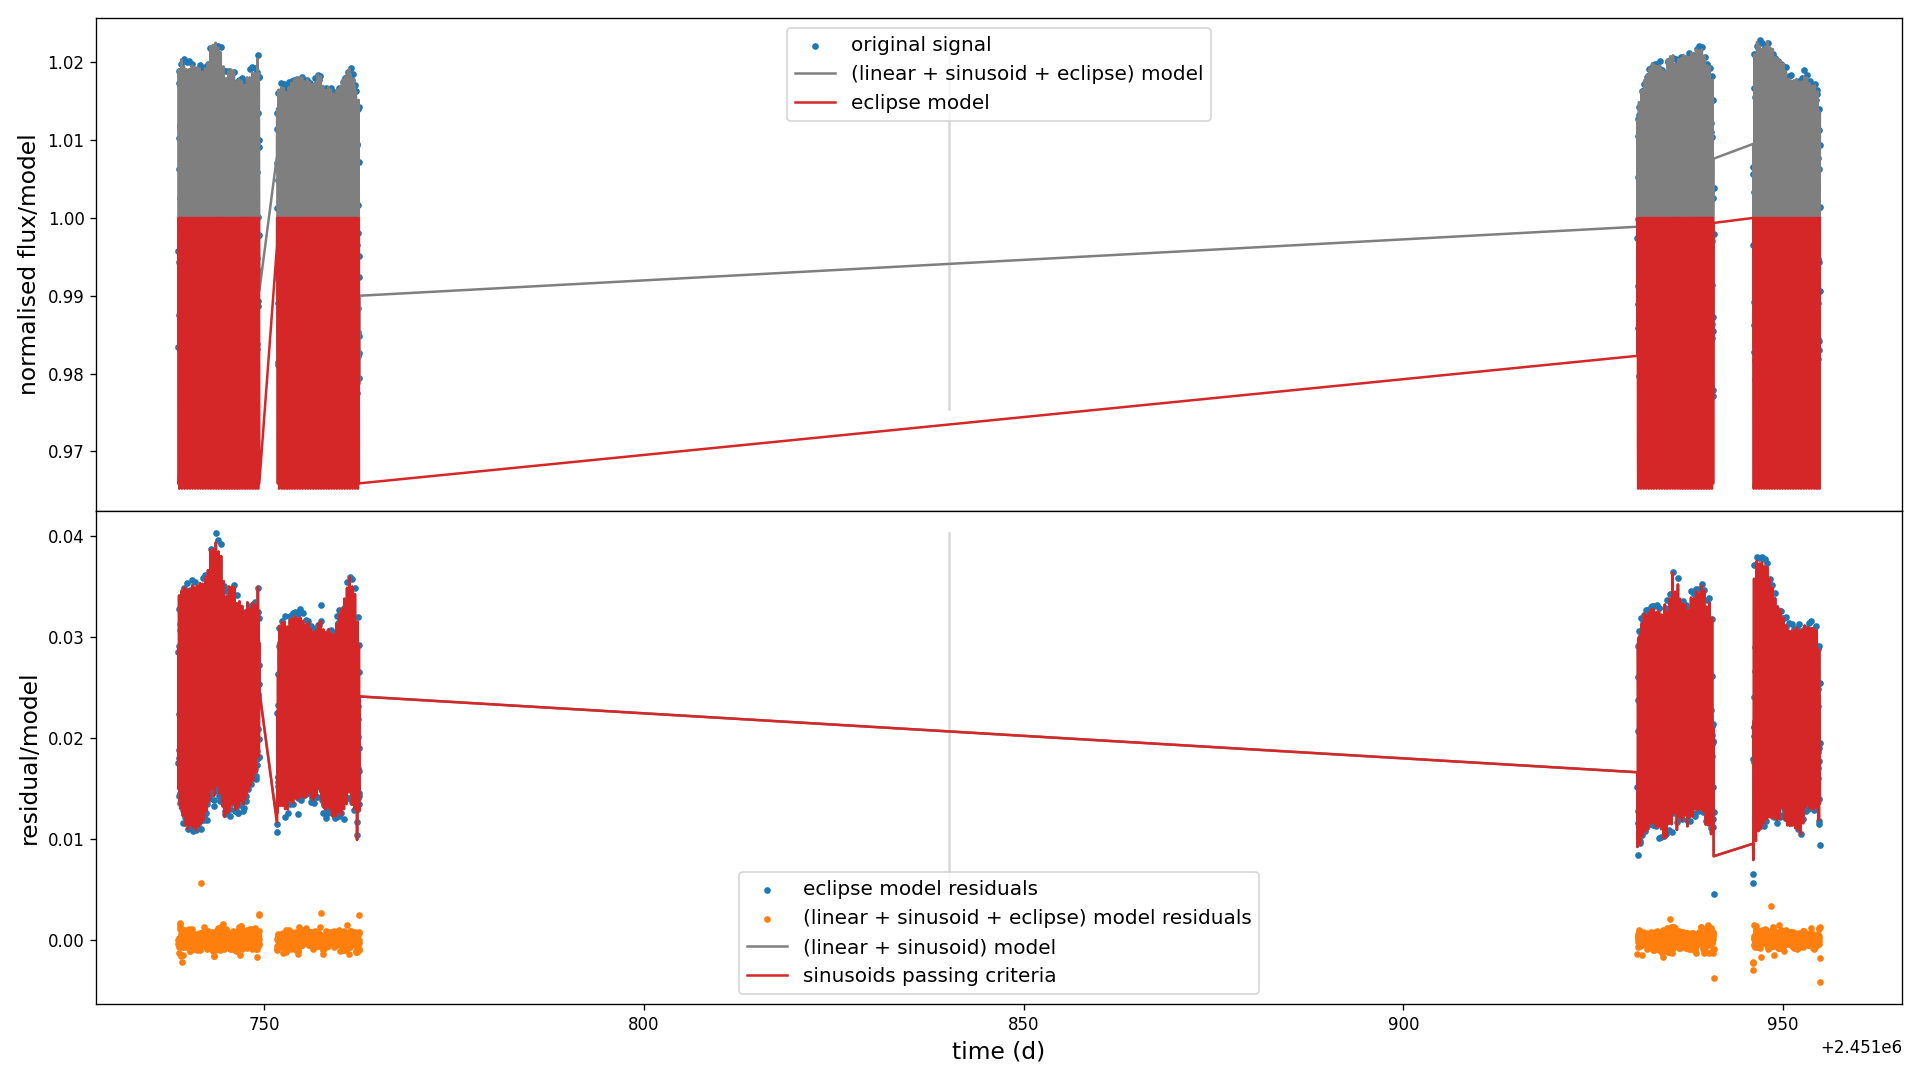 original signal
(linear + sinusoid + eclipse) model
eclipse model
normalised flux/model
1.02
1.01
1.00
0.99
0.98
0.97
residual/model
0.04
0.03
0.02
0.01
0.00
eclipse model residuals
(linear + sinusoid + eclipse) model residuals
(linear + sinusoid) model
sinusoids passing criteria
750
800
850
900
950
time (d)
+2.451e6